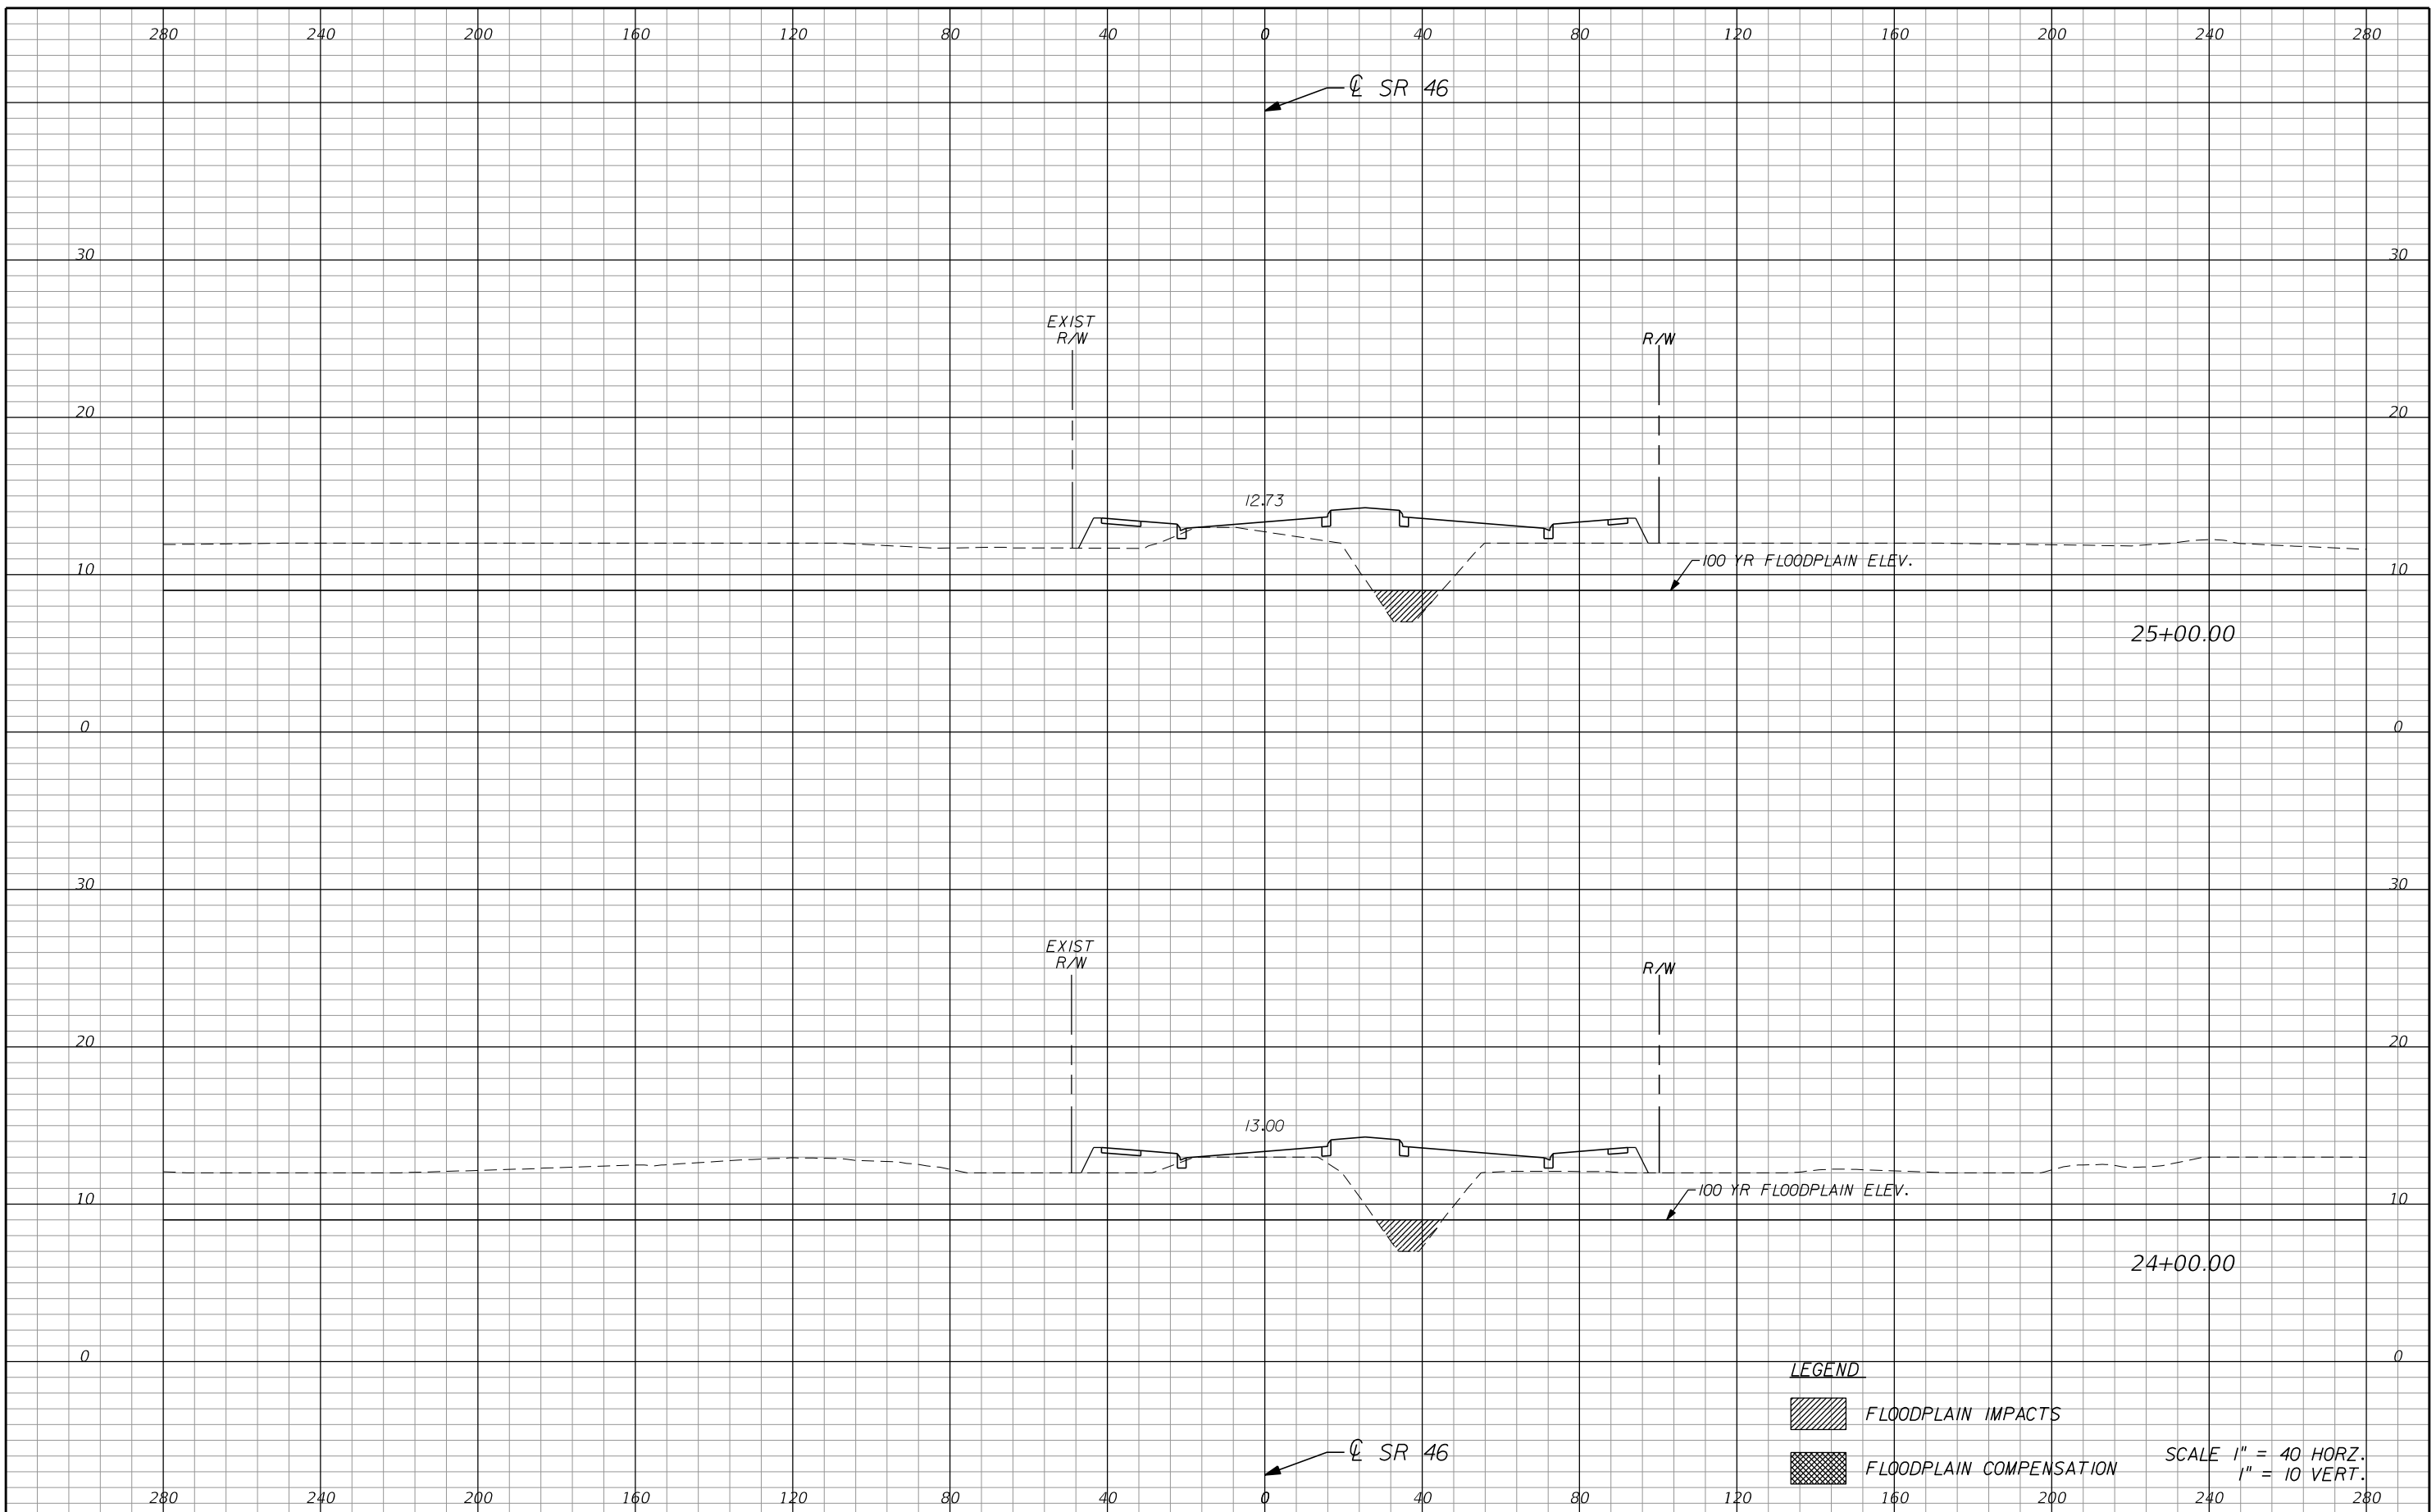 280 240 200 160 120 80 40 0 40 80 120 160 200 240 280
℄ SR 46
30 30
EXIST
R/W
R/W
20 20
12.73
10 10
100 YR FLOODPLAIN ELEV.
25+00.00
0 0
30 30
EXIST
R/W
R/W
20 20
13.00
10 10
100 YR FLOODPLAIN ELEV.
24+00.00
0 0
LEGEND
FLOODPLAIN IMPACTS
℄ SR 46
FLOODPLAIN COMPENSATION
SCALE 1" = 40 HORZ.
1" = 10 VERT.
280 240 200 160 120 80 40 0 40 80 120 160 200 240 280